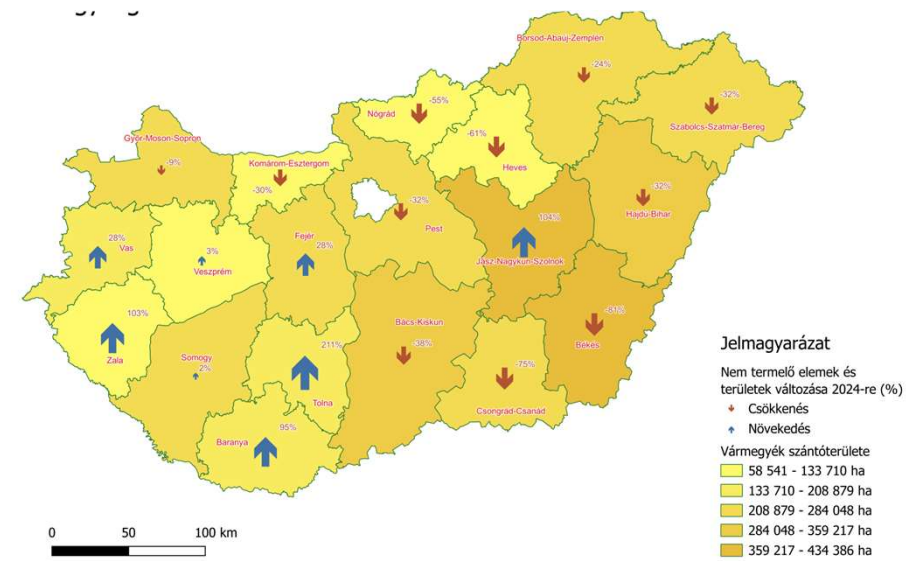 Borsod-Abaúj-Zemplén
-24%
-55%
Nógrád
-32%
Szabolcs-Szatmár-Bereg
-61%
Heves
Győr-Moson-Sopron
-9%
Komárom-Esztergom
-30%
-32%
Pest
-32%
Hajdú-Bihar
104%
Jász-Nagykun-Szolnok
28%
Vas
3%
Veszprém
Fejér
28%
103%
Zala
Somogy
2%
211%
Tolna
Bács-Kiskun
-38%
-81%
Békés
-75%
Csongrád-Csanád
Baranya
95%
Jelmagyarázat
Nem termelő elemek és
területek változása 2024-re (%)
Csökkenés
Növekedés
Vármegyék szántóterülete
58 541 - 133 710 ha
133 710 - 208 879 ha
208 879 - 284 048 ha
284 048 - 359 217 ha
359 217 - 434 386 ha
0 50 100 km